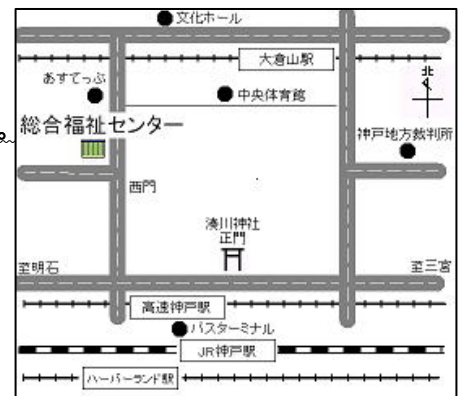 文化ホール
大倉山駅
北
あすてっぷ
中央体育館
総合福祉センター
神戸地方裁判所
西門
湊川神社
正門
至明石
至三宮
高速神戸駅
バスターミナル
JR神戸駅
ハーバーランド駅